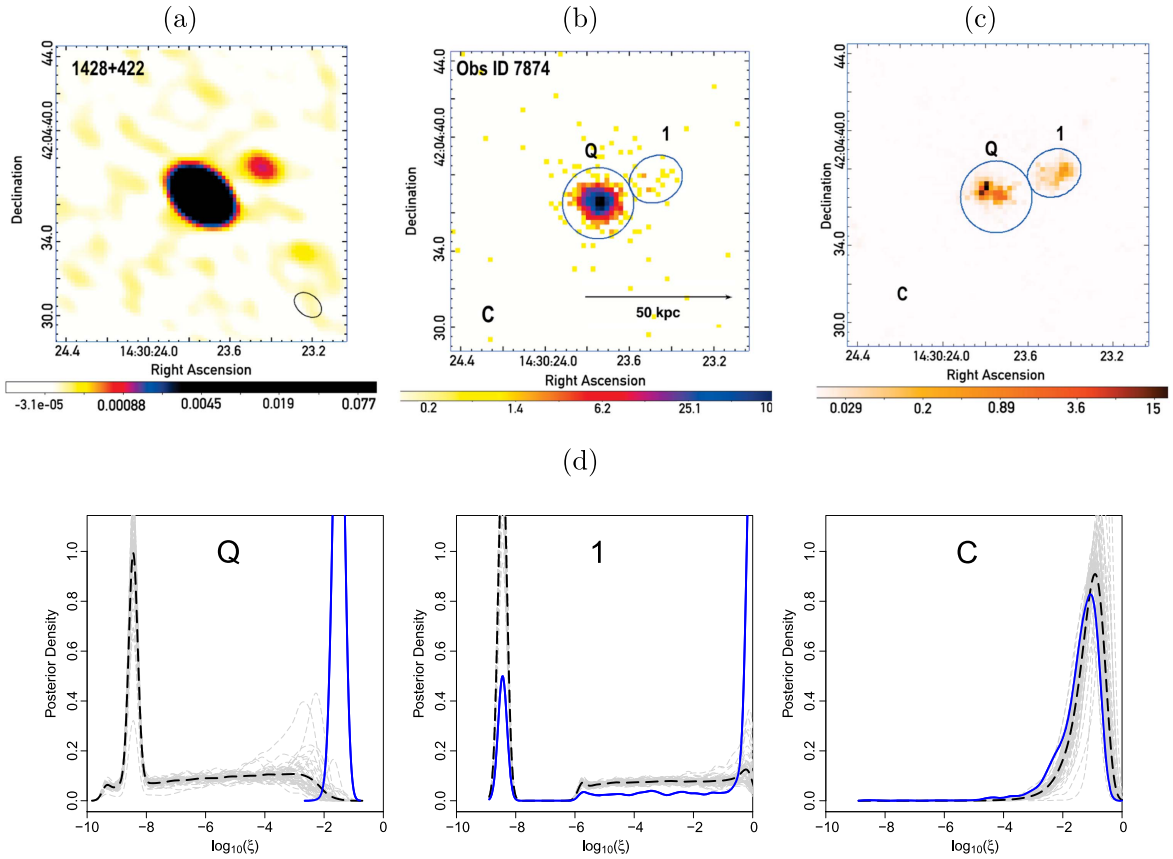 (a)
(b)
(c)
1428+422
Declination
44.0
42:04:40.0
34.0
30.0
24.4
14:30:24.0
23.6
23.2
Right Ascension
-3.1e-05
0.00088
0.0045
0.019
0.077
Obs ID 7874
Q
1
C
50 kpc
Declination
44.0
42:04:40.0
34.0
30.0
24.4
14:30:24.0
23.6
23.2
Right Ascension
0.2
1.4
6.2
25.1
10
Q
1
C
Declination
44.0
42:04:40.0
34.0
30.0
24.4
14:30:24.0
23.6
23.2
Right Ascension
0.029
0.2
0.89
3.6
15
(d)
Q
Posterior Density
1.0
0.8
0.6
0.4
0.2
0.0
−10 −8 −6 −4 −2 0
log10(ξ)
1
Posterior Density
1.0
0.8
0.6
0.4
0.2
0.0
−10 −8 −6 −4 −2 0
log10(ξ)
C
Posterior Density
1.0
0.8
0.6
0.4
0.2
0.0
−10 −8 −6 −4 −2 0
log10(ξ)